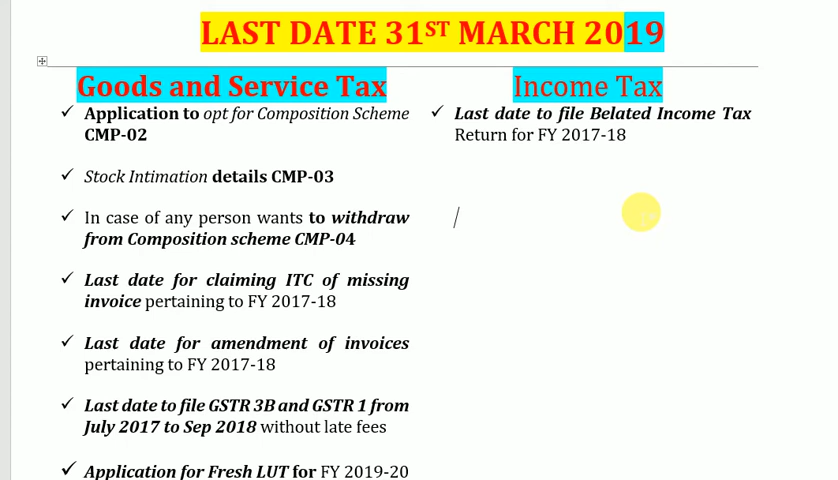 LAST DATE 31ST MARCH 2019
Goods and Service Tax
Application to opt for Composition Scheme
CMP-02
Stock Intimation details CMP-03
In case of any person wants to withdraw
from Composition scheme CMP-04
Last date for claiming ITC of missing
invoice pertaining to FY 2017-18
Last date for amendment of invoices
pertaining to FY 2017-18
Last date to file GSTR 3B and GSTR 1 from
July 2017 to Sep 2018 without late fees
Application for Fresh LUT for FY 2019-20
Income Tax
Last date to file Belated Income Tax
Return for FY 2017-18